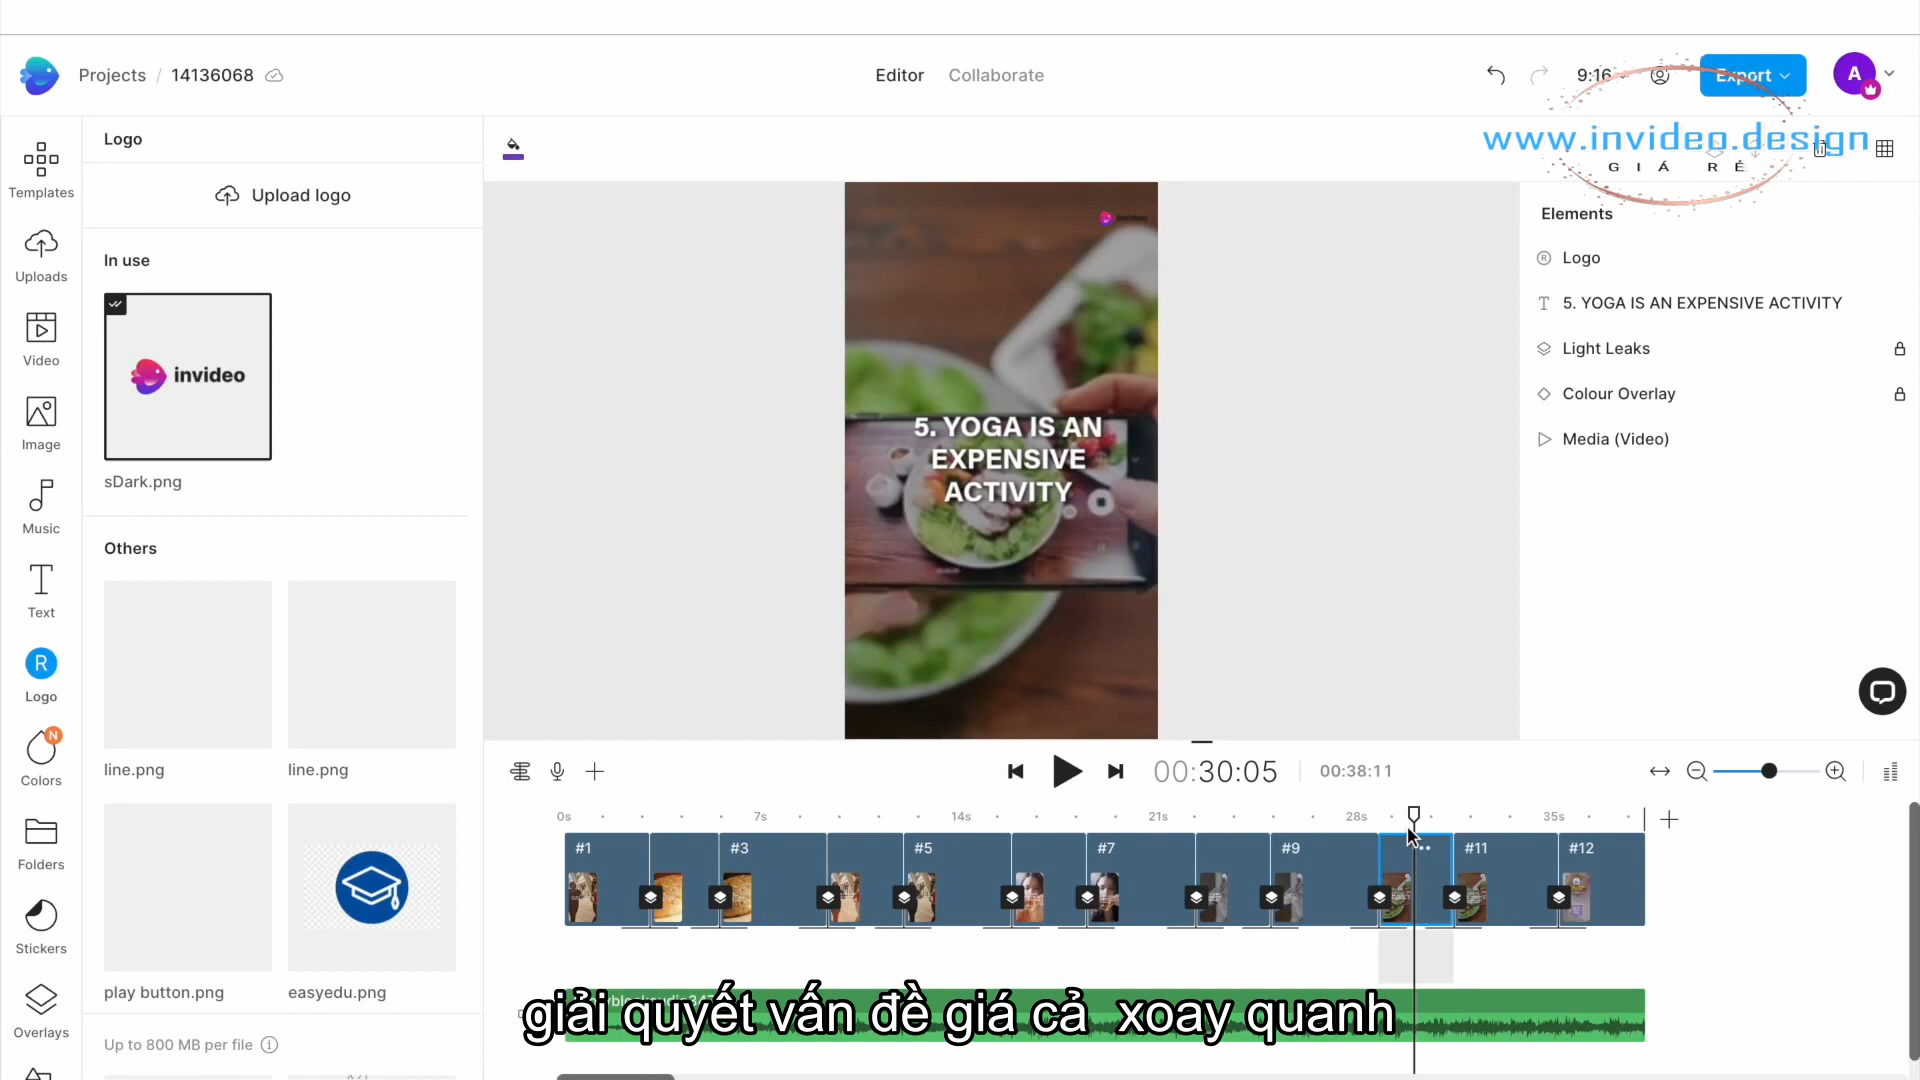 Projects / 14136068
Editor
Collaborate
9:16
Export
A
www.invideo.design
GIÁ RẺ
Templates
Uploads
Video
Image
Music
Text
R
Logo
N
Colors
Folders
Stickers
Overlays
Logo
Upload logo
In use
invideo
sDark.png
Others
line.png
line.png
play button.png
easyedu.png
Up to 800 MB per file
invideo
5. YOGA IS AN
EXPENSIVE
ACTIVITY
Elements
Logo
5. YOGA IS AN EXPENSIVE ACTIVITY
Light Leaks
Colour Overlay
Media (Video)
00:30:05
00:38:11
0s 7s 14s 21s 28s 35s
#1 #3 #5 #7 #9 #11 #12
giải quyết vấn đề giá cả xoay quanh